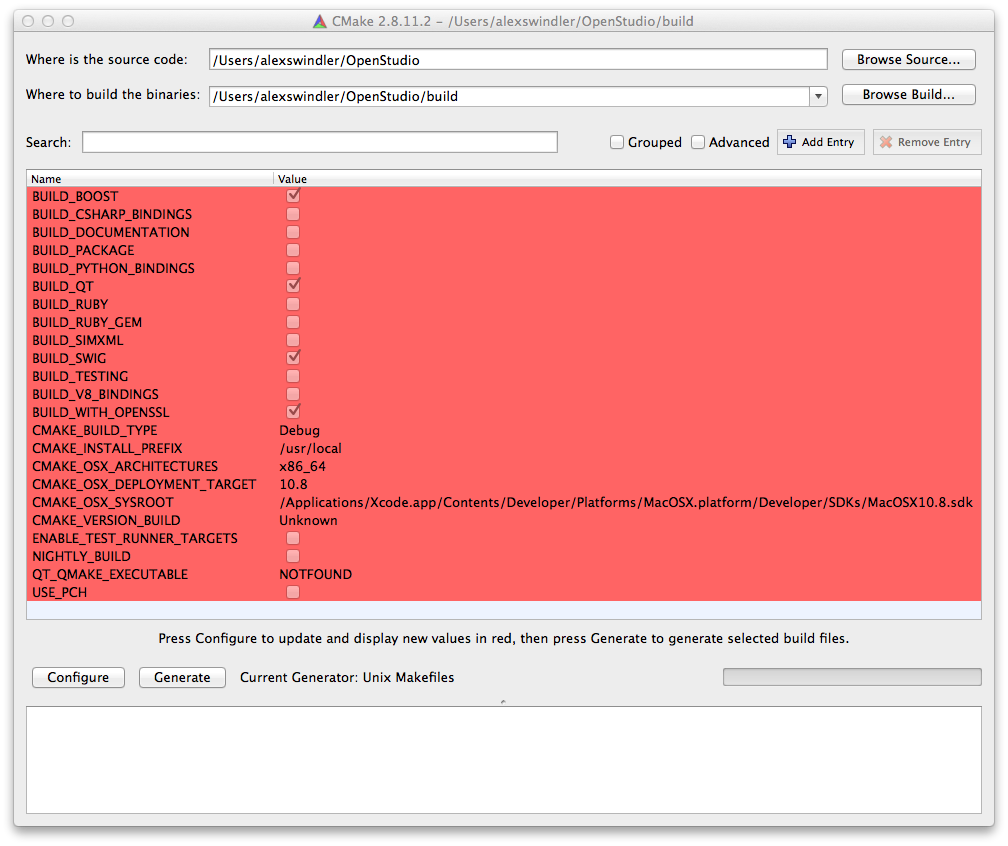 CMake 2.8.11.2 - /Users/alexswindler/OpenStudio/build
Where is the source code: /Users/alexswindler/OpenStudio Browse Source...
Where to build the binaries: /Users/alexswindler/OpenStudio/build Browse Build...
Search: Grouped Advanced Add Entry Remove Entry
Name Value
BUILD_BOOST
BUILD_CSHARP_BINDINGS
BUILD_DOCUMENTATION
BUILD_PACKAGE
BUILD_PYTHON_BINDINGS
BUILD_QT
BUILD_RUBY
BUILD_RUBY_GEM
BUILD_SIMXML
BUILD_SWIG
BUILD_TESTING
BUILD_V8_BINDINGS
BUILD_WITH_OPENSSL
CMAKE_BUILD_TYPE Debug
CMAKE_INSTALL_PREFIX /usr/local
CMAKE_OSX_ARCHITECTURES x86_64
CMAKE_OSX_DEPLOYMENT_TARGET 10.8
CMAKE_OSX_SYSROOT /Applications/Xcode.app/Contents/Developer/Platforms/MacOSX.platform/Developer/SDKs/MacOSX10.8.sdk
CMAKE_VERSION_BUILD Unknown
ENABLE_TEST_RUNNER_TARGETS
NIGHTLY_BUILD
QT_QMAKE_EXECUTABLE NOTFOUND
USE_PCH
Press Configure to update and display new values in red, then press Generate to generate selected build files.
Configure Generate Current Generator: Unix Makefiles